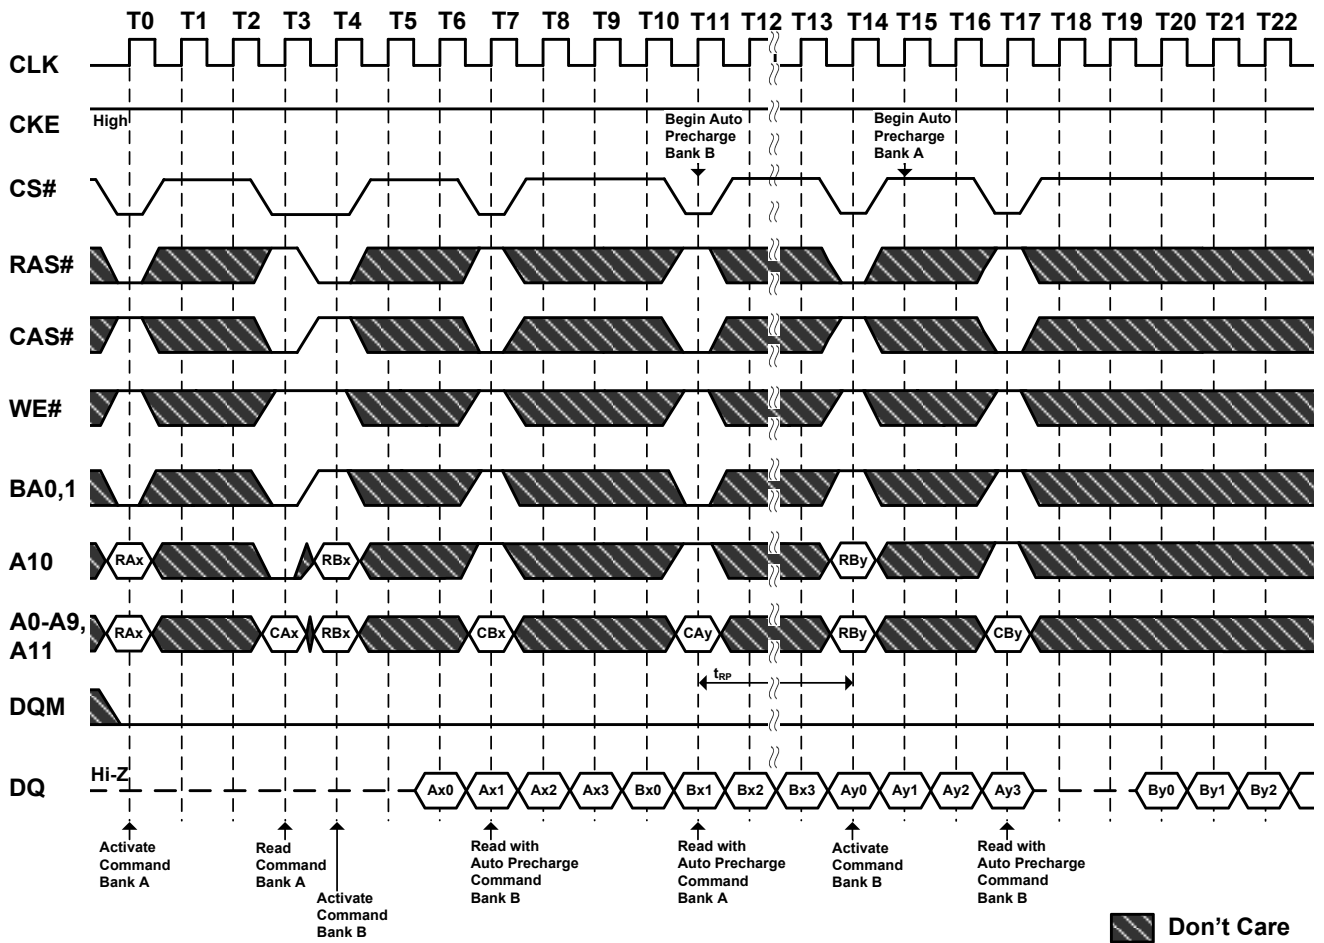 T0 T1 T2 T3 T4 T5 T6 T7 T8 T9 T10 T11 T12 T13 T14 T15 T16 T17 T18 T19 T20 T21 T22
CLK
CKE
High
Begin Auto
Precharge
Bank B
Begin Auto
Precharge
Bank A
CS#
RAS#
CAS#
WE#
BA0,1
A10
RAx RBx RBy
A0-A9,
A11
RAx CAx RBx CBx CAy RBy CBy
tRP
DQM
Hi-Z
DQ
Ax0 Ax1 Ax2 Ax3 Bx0 Bx1 Bx2 Bx3 Ay0 Ay1 Ay2 Ay3 By0 By1 By2
Activate
Command
Bank A
Read
Command
Bank A
Activate
Command
Bank B
Read with
Auto Precharge
Command
Bank B
Read with
Auto Precharge
Command
Bank A
Activate
Command
Bank B
Read with
Auto Precharge
Command
Bank B
Don't Care